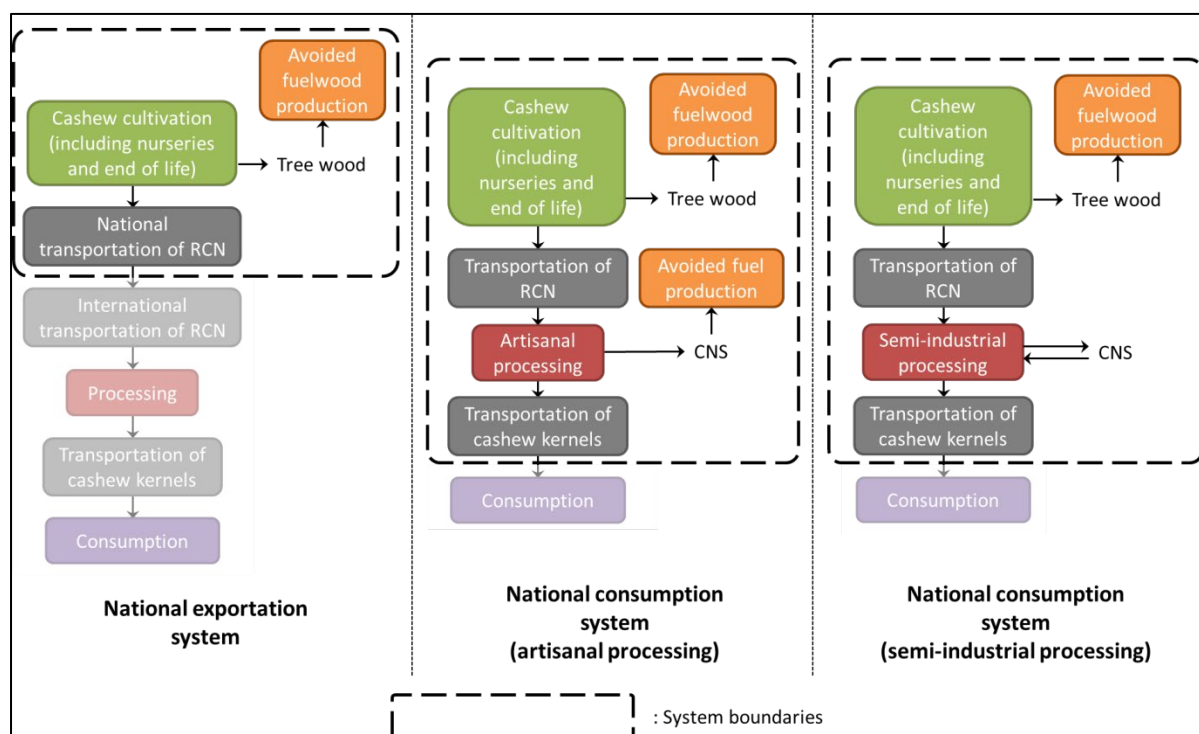 Avoided
fuelwood
production
Cashew cultivation
(including nurseries
and end of life)
Tree wood
National
transportation of RCN
International
transportation of RCN
Processing
Transportation of
cashew kernels
Consumption
National exportation
system
Cashew
cultivation
(including
nurseries and
end of life)
Avoided
fuelwood
production
Tree wood
Transportation of
RCN
Avoided fuel
production
Artisanal
processing
CNS
Transportation of
cashew kernels
Consumption
National consumption
system
(artisanal processing)
Cashew
cultivation
(including
nurseries and
end of life)
Avoided
fuelwood
production
Tree wood
Transportation of
RCN
Semi-industrial
processing
CNS
Transportation of
cashew kernels
Consumption
National consumption
system
(semi-industrial processing)
: System boundaries